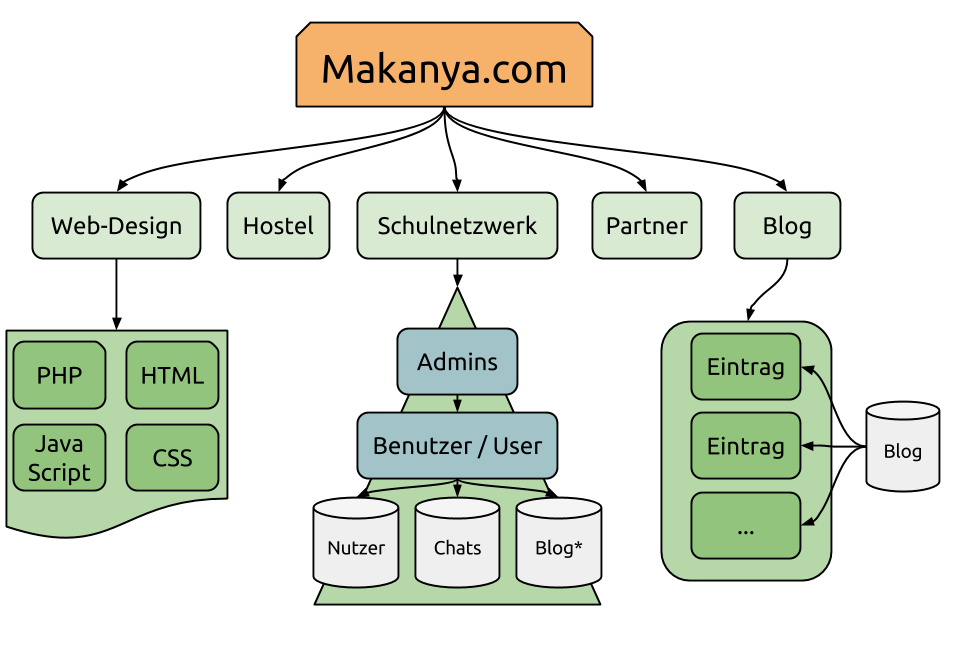 Makanya.com
Web-Design
Hostel
Schulnetzwerk
Partner
Blog
PHP
HTML
Java
Script
CSS
Admins
Benutzer / User
Nutzer
Chats
Blog*
Eintrag
Eintrag
...
Blog